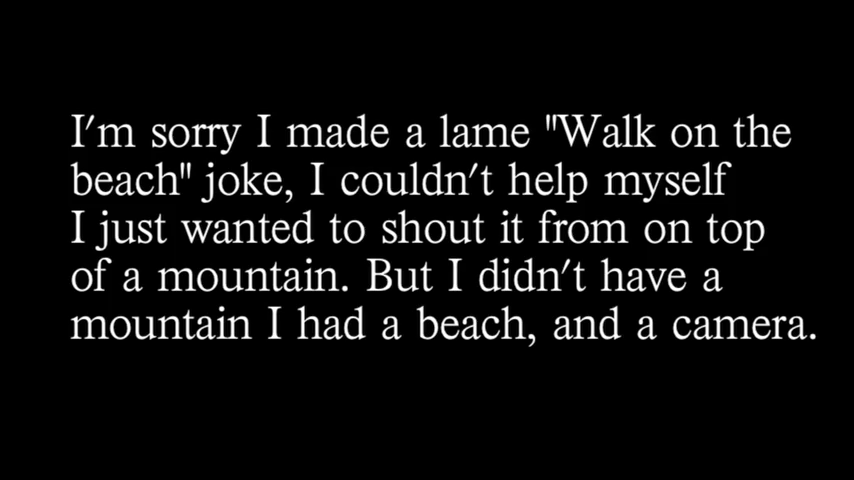 I'm sorry I made a lame "Walk on the
beach" joke, I couldn't help myself
I just wanted to shout it from on top
of a mountain. But I didn't have a
mountain I had a beach, and a camera.